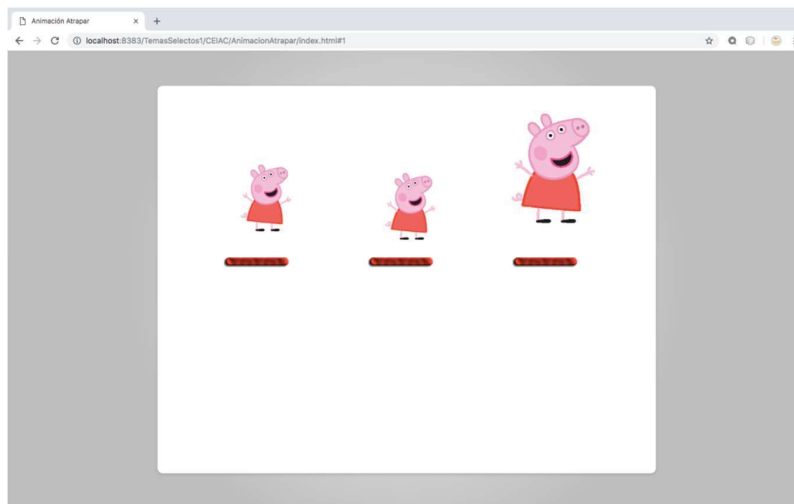 Animación Atrapar
localhost:8383/TemasSelectos1/CEIAC/AnimacionAtrapar/index.html#1